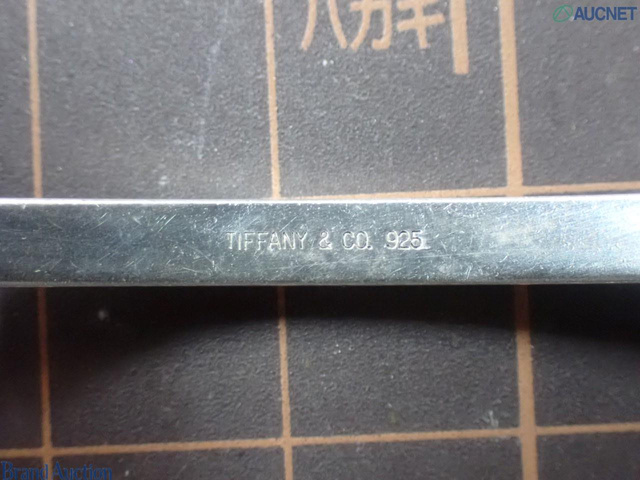 AUCNET
ハガキ
TIFFANY & CO. 925
Brand Auction